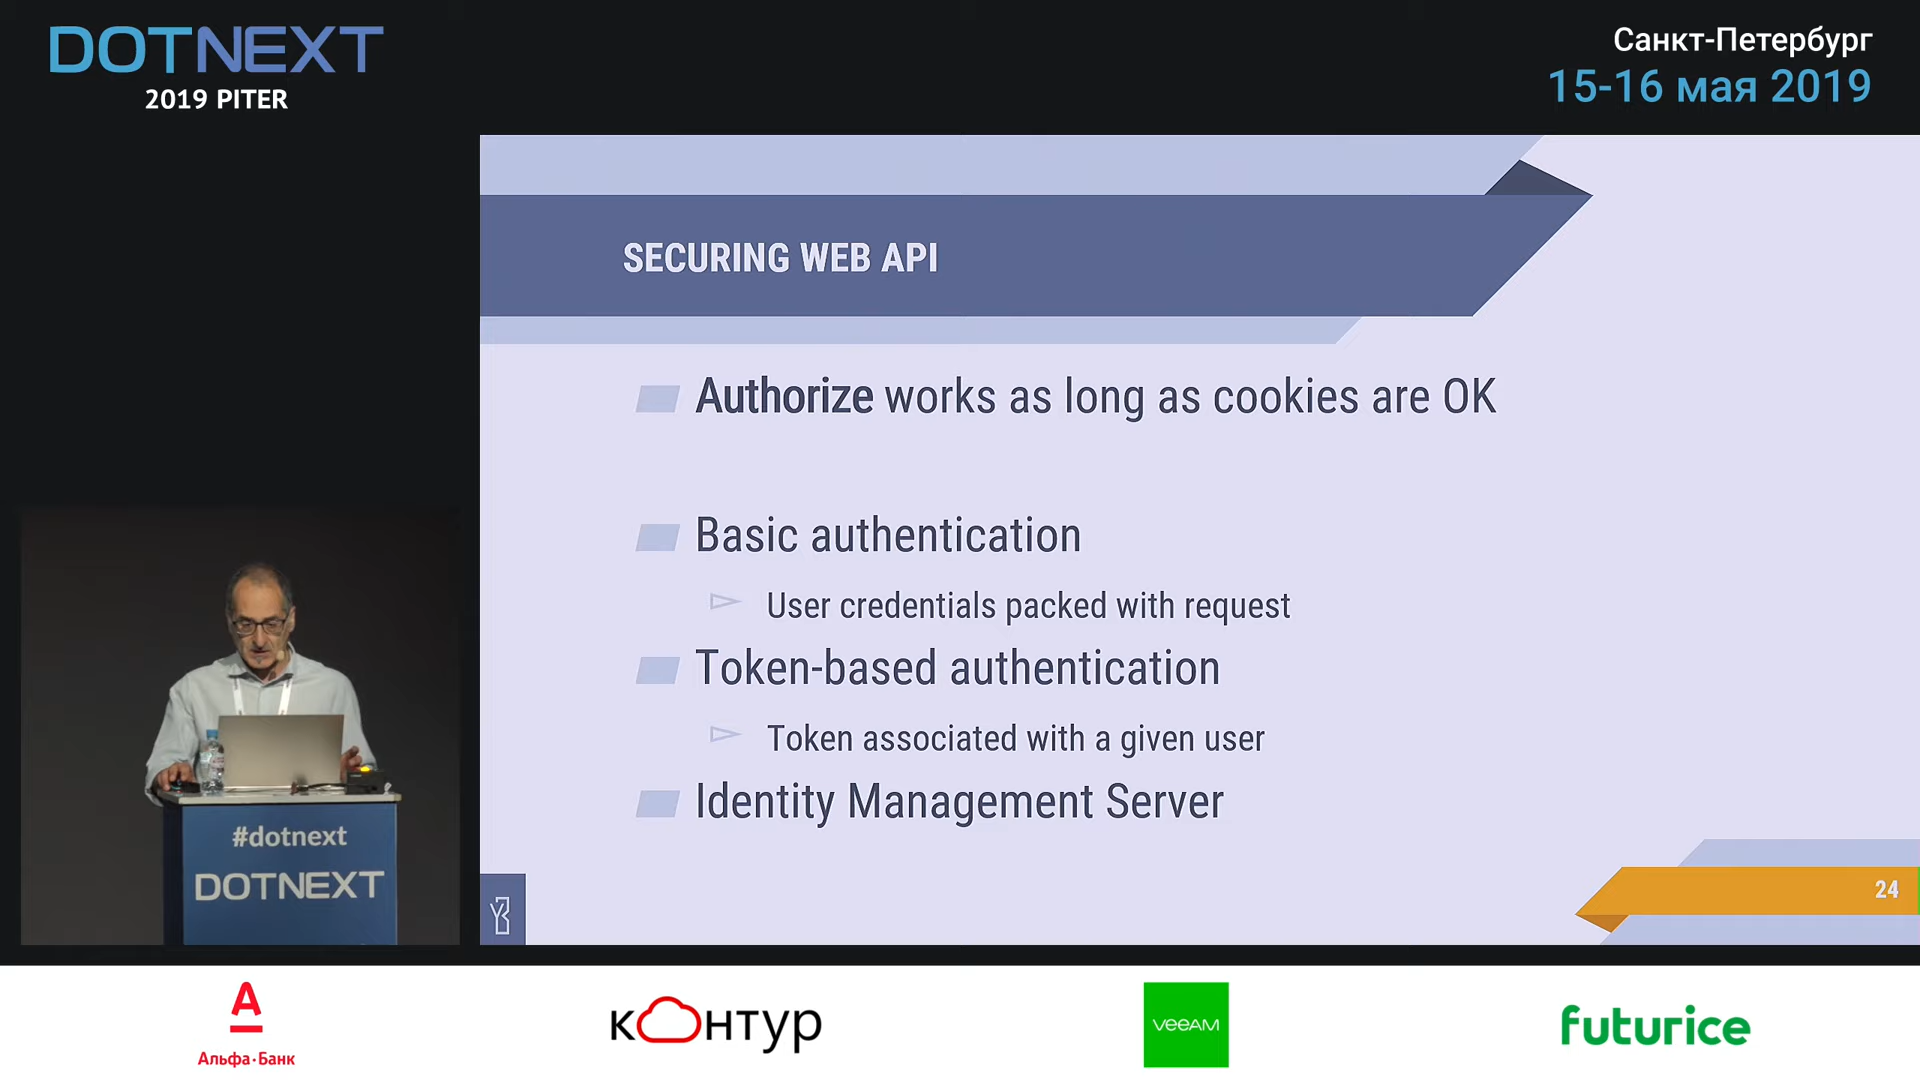 DOTNEXT
2019 PITER
Санкт-Петербург
15-16 мая 2019
SECURING WEB API
Authorize works as long as cookies are OK
Basic authentication
User credentials packed with request
Token-based authentication
Token associated with a given user
Identity Management Server
24
#dotnext
DOTNEXT
А
Альфа·Банк
контур
veeAM
futurice